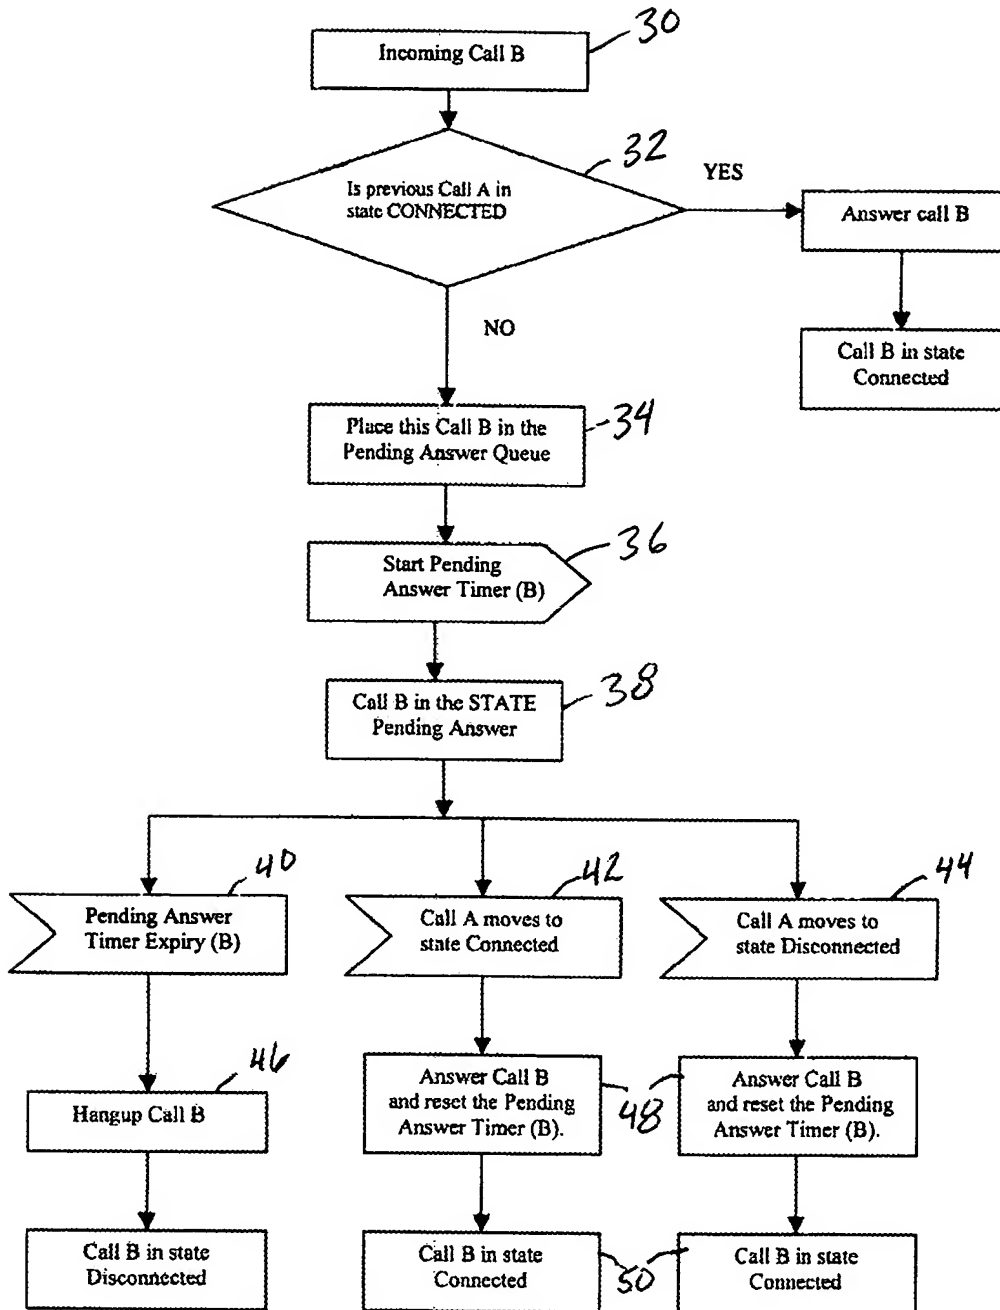 Incoming Call B
30
Is previous Call A in
state CONNECTED
32
YES
Answer call B
Call B in state
Connected
NO
Place this Call B in the
Pending Answer Queue
34
Start Pending
Answer Timer (B)
36
Call B in the STATE
Pending Answer
38
40
Pending Answer
Timer Expiry (B)
42
Call A moves to
state Connected
44
Call A moves to
state Disconnected
46
Hangup Call B
Answer Call B
and reset the Pending
Answer Timer (B).
48
Answer Call B
and reset the Pending
Answer Timer (B).
Call B in state
Disconnected
Call B in state
Connected
50
Call B in state
Connected